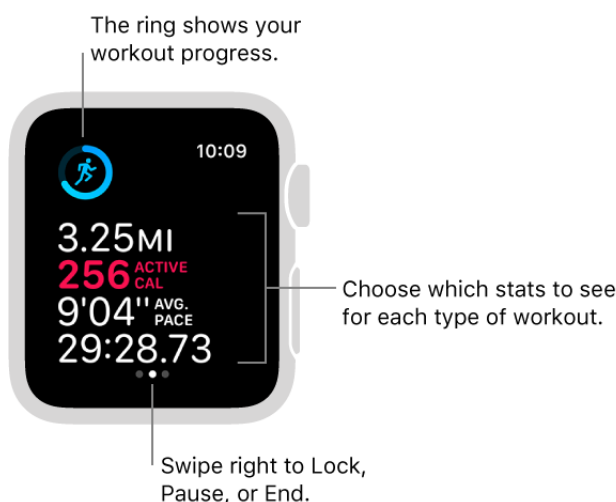 The ring shows your
workout progress.
10:09
3.25MI
256 ACTIVE CAL
9'04'' AVG. PACE
29:28.73
Choose which stats to see
for each type of workout.
Swipe right to Lock,
Pause, or End.